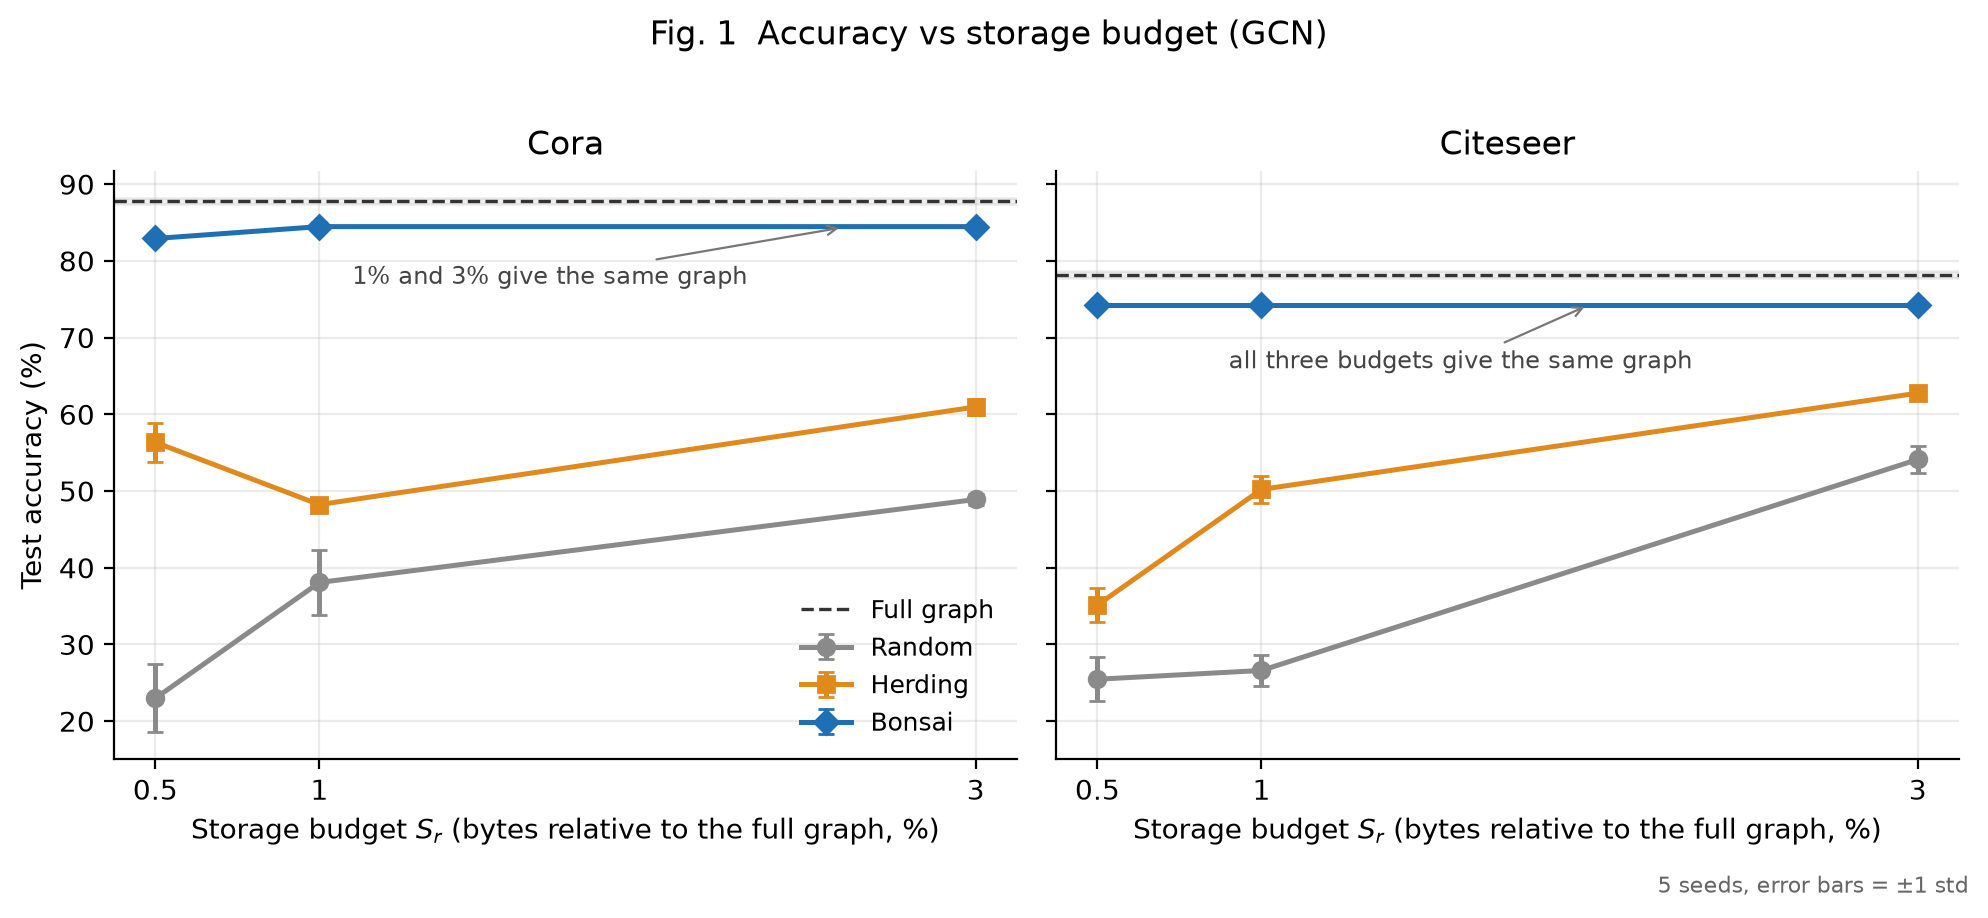 Fig. 1  Accuracy vs storage budget (GCN)
Cora
Test accuracy (%)
90
80
70
60
50
40
30
20
1% and 3% give the same graph
Full graph
Random
Herding
Bonsai
0.5
1
3
Storage budget Sr (bytes relative to the full graph, %)
Citeseer
all three budgets give the same graph
0.5
1
3
Storage budget Sr (bytes relative to the full graph, %)
5 seeds, error bars = ±1 std